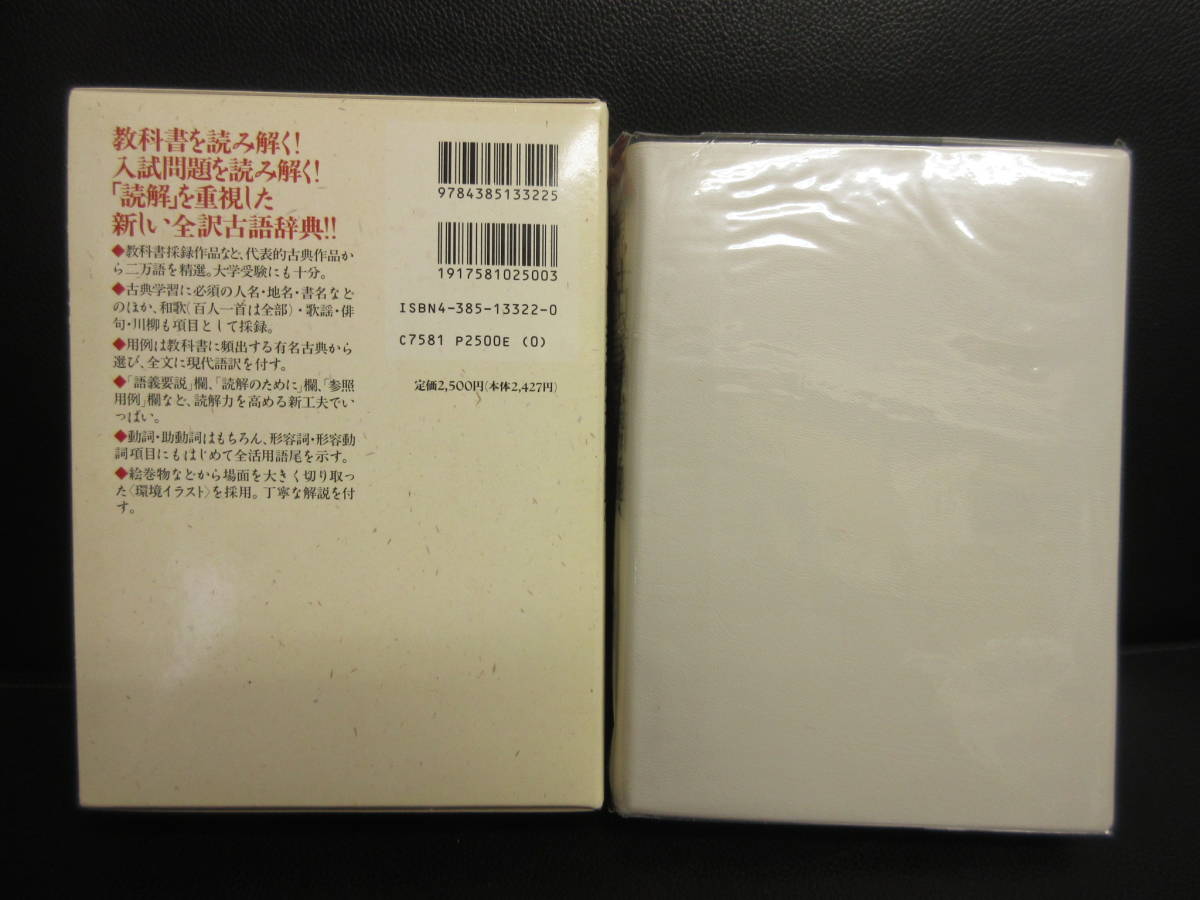 教科書を読み解く!
入試問題を読み解く!
「読解」を重視した
新しい全訳古語辞典!!
◆教科書採録作品など、代表的古典作品か
ら二万語を精選。大学受験にも十分。
◆古典学習に必須の人名・地名・書名など
のほか、和歌(百人一首は全部)・歌謡・俳
句・川柳も項目として採録。
◆用例は教科書に頻出する有名古典から
選び、全文に現代語訳を付す。
◆「語義要説」欄、「読解のために」欄、「参照
用例」欄など、読解力を高める新工夫でい
っぱい。
◆動詞・助動詞はもちろん、形容詞・形容動
詞項目にもはじめて全活用語尾を示す。
◆絵巻物などから場面を大きく切り取っ
た〈環境イラスト〉を採用。丁寧な解説を付
す。
9784385133225
1917581025003
ISBN4-385-13322-0
C7581 P2500E (0)
定価2,500円(本体2,427円)